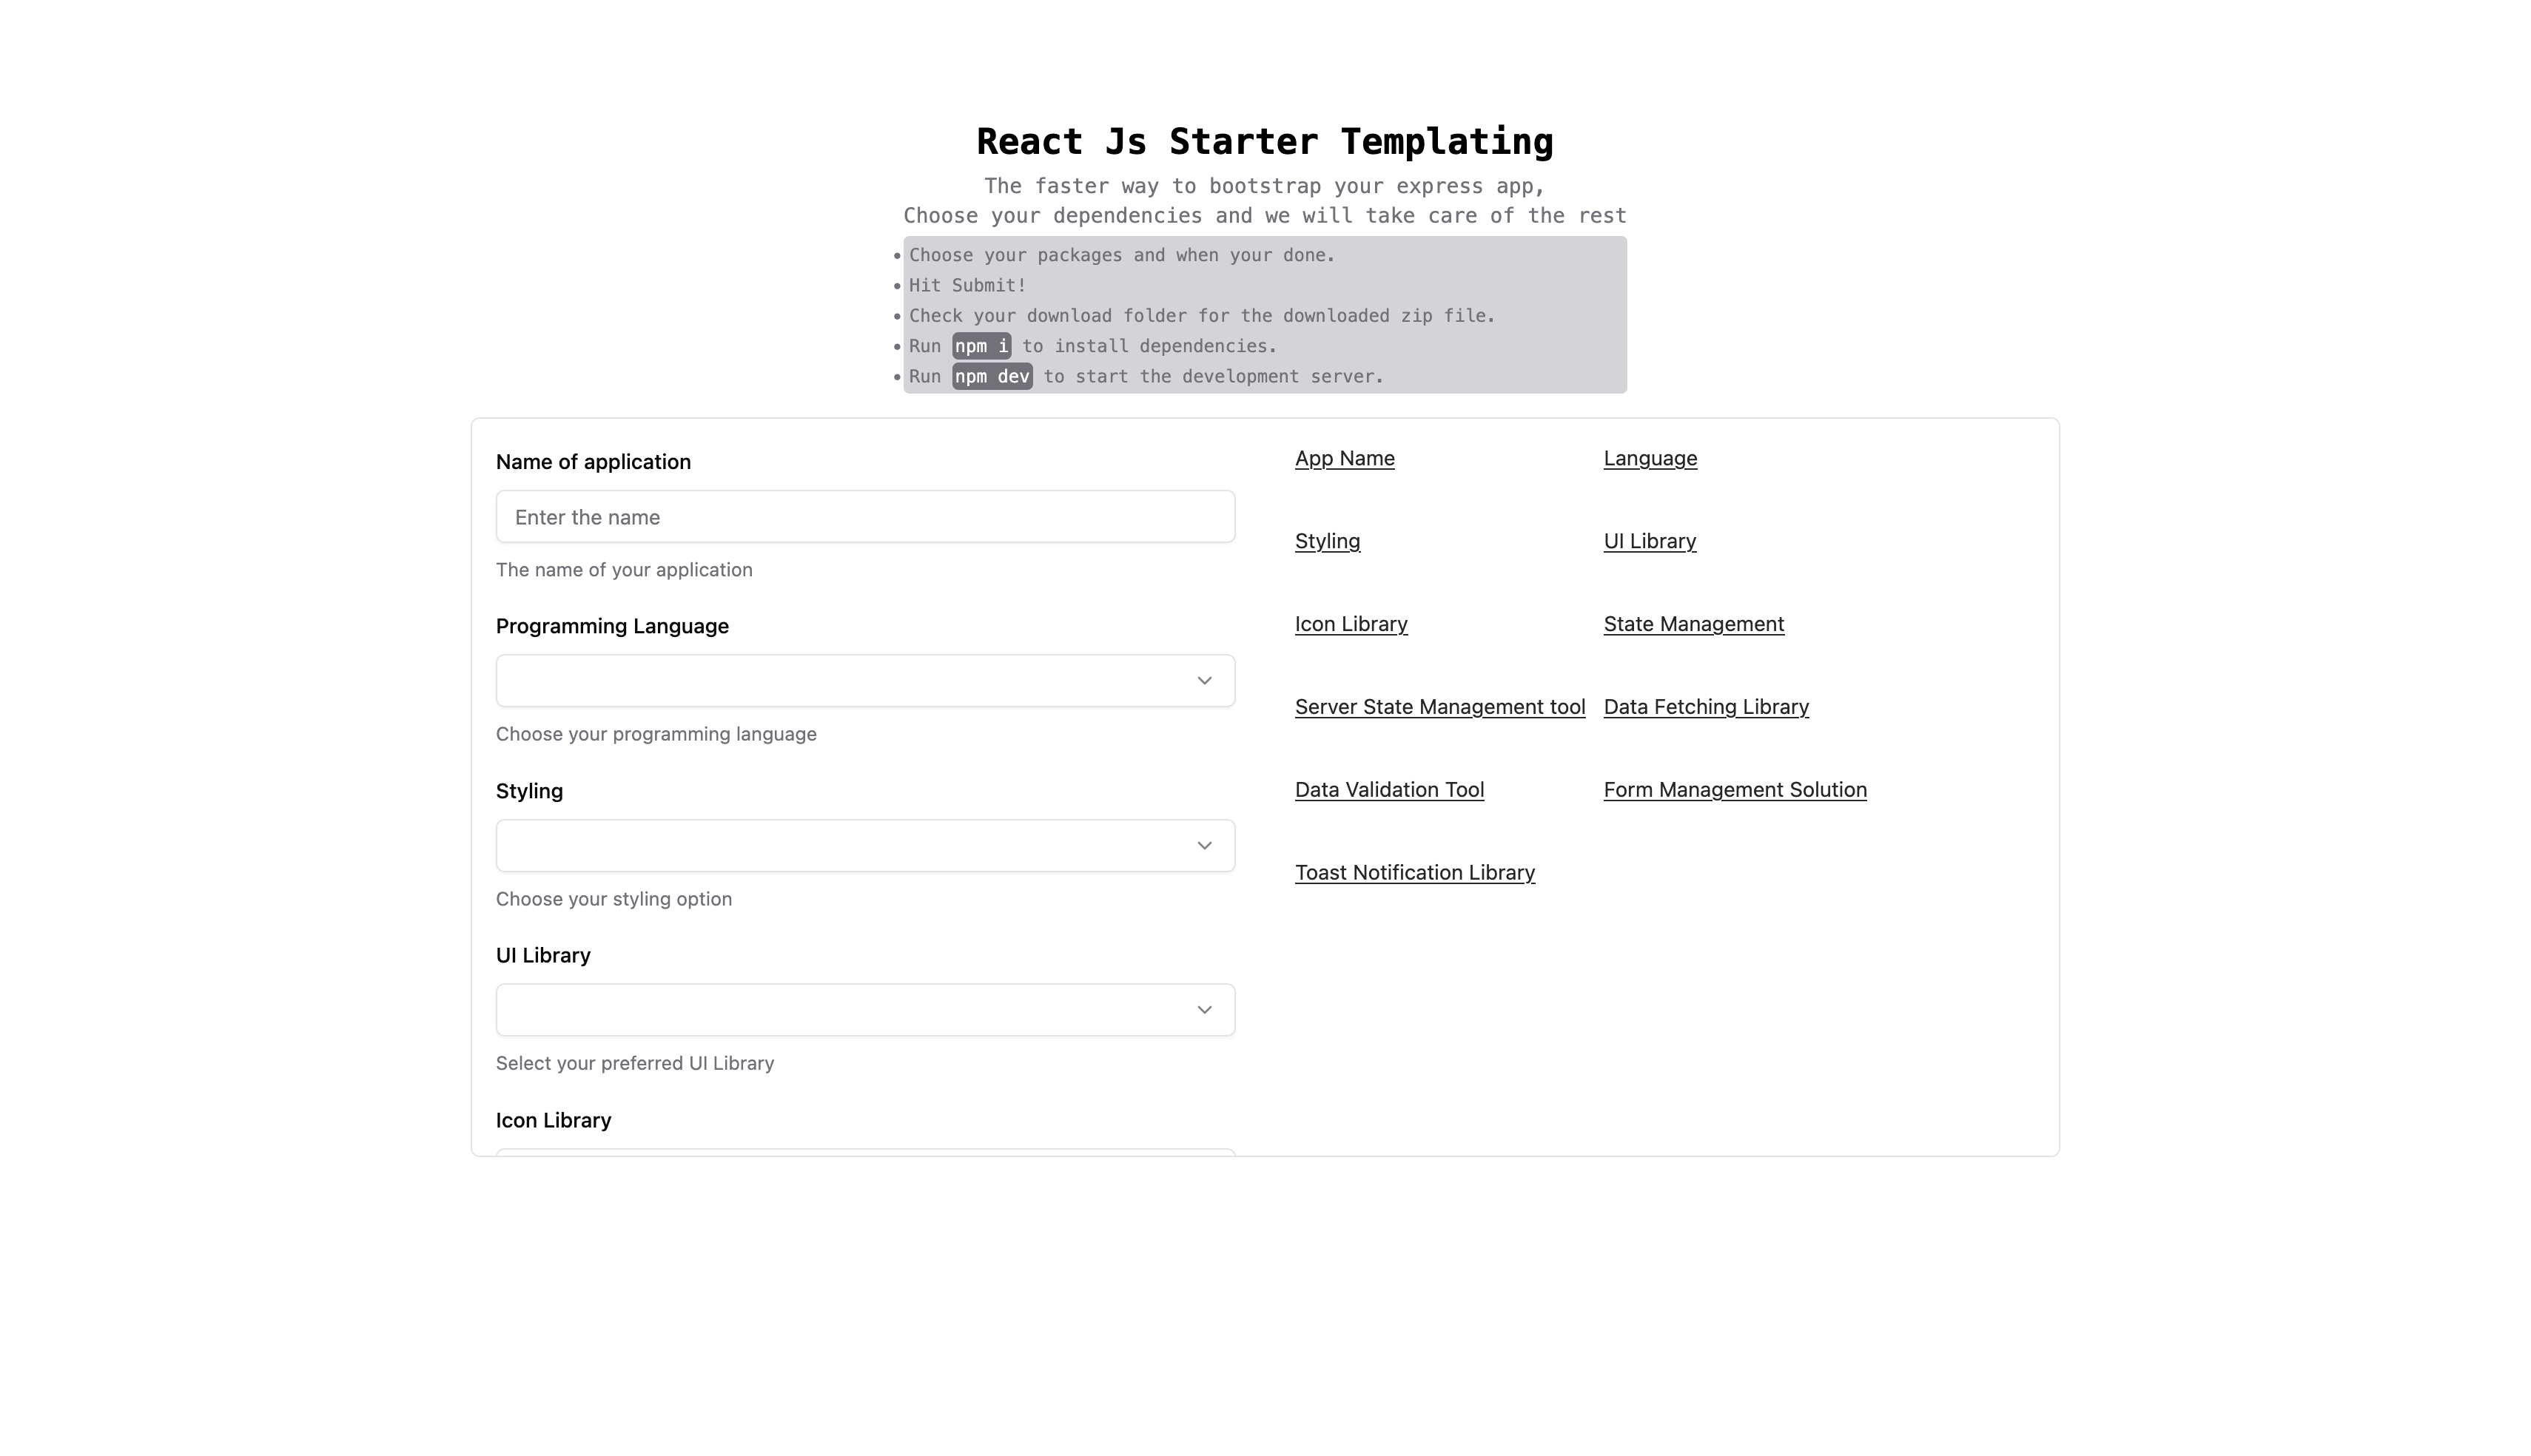 React Js Starter Templating
The faster way to bootstrap your express app,
Choose your dependencies and we will take care of the rest
• Choose your packages and when your done.
• Hit Submit!
• Check your download folder for the downloaded zip file.
• Run npm i to install dependencies.
• Run npm dev to start the development server.
Name of application
Enter the name
The name of your application
Programming Language
Choose your programming language
Styling
Choose your styling option
UI Library
Select your preferred UI Library
Icon Library
App Name
Language
Styling
UI Library
Icon Library
State Management
Server State Management tool
Data Fetching Library
Data Validation Tool
Form Management Solution
Toast Notification Library